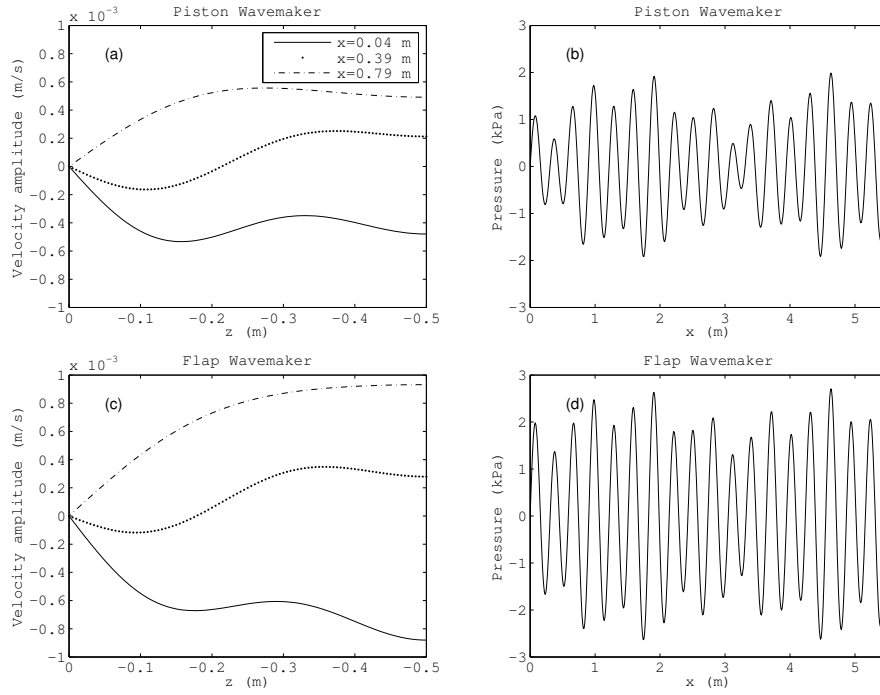 Piston Wavemaker
x 10⁻³
(a)
x=0.04 m
x=0.39 m
x=0.79 m
1
0.8
0.6
0.4
0.2
0
−0.2
−0.4
−0.6
−0.8
−1
Velocity amplitude (m/s)
0 −0.1 −0.2 −0.3 −0.4 −0.5
z (m)
Piston Wavemaker
(b)
3
2
1
0
−1
−2
−3
Pressure (kPa)
0 1 2 3 4 5
x (m)
Flap Wavemaker
x 10⁻³
(c)
1
0.8
0.6
0.4
0.2
0
−0.2
−0.4
−0.6
−0.8
−1
Velocity amplitude (m/s)
0 −0.1 −0.2 −0.3 −0.4 −0.5
z (m)
Flap Wavemaker
(d)
3
2
1
0
−1
−2
−3
Pressure (kPa)
0 1 2 3 4 5
x (m)